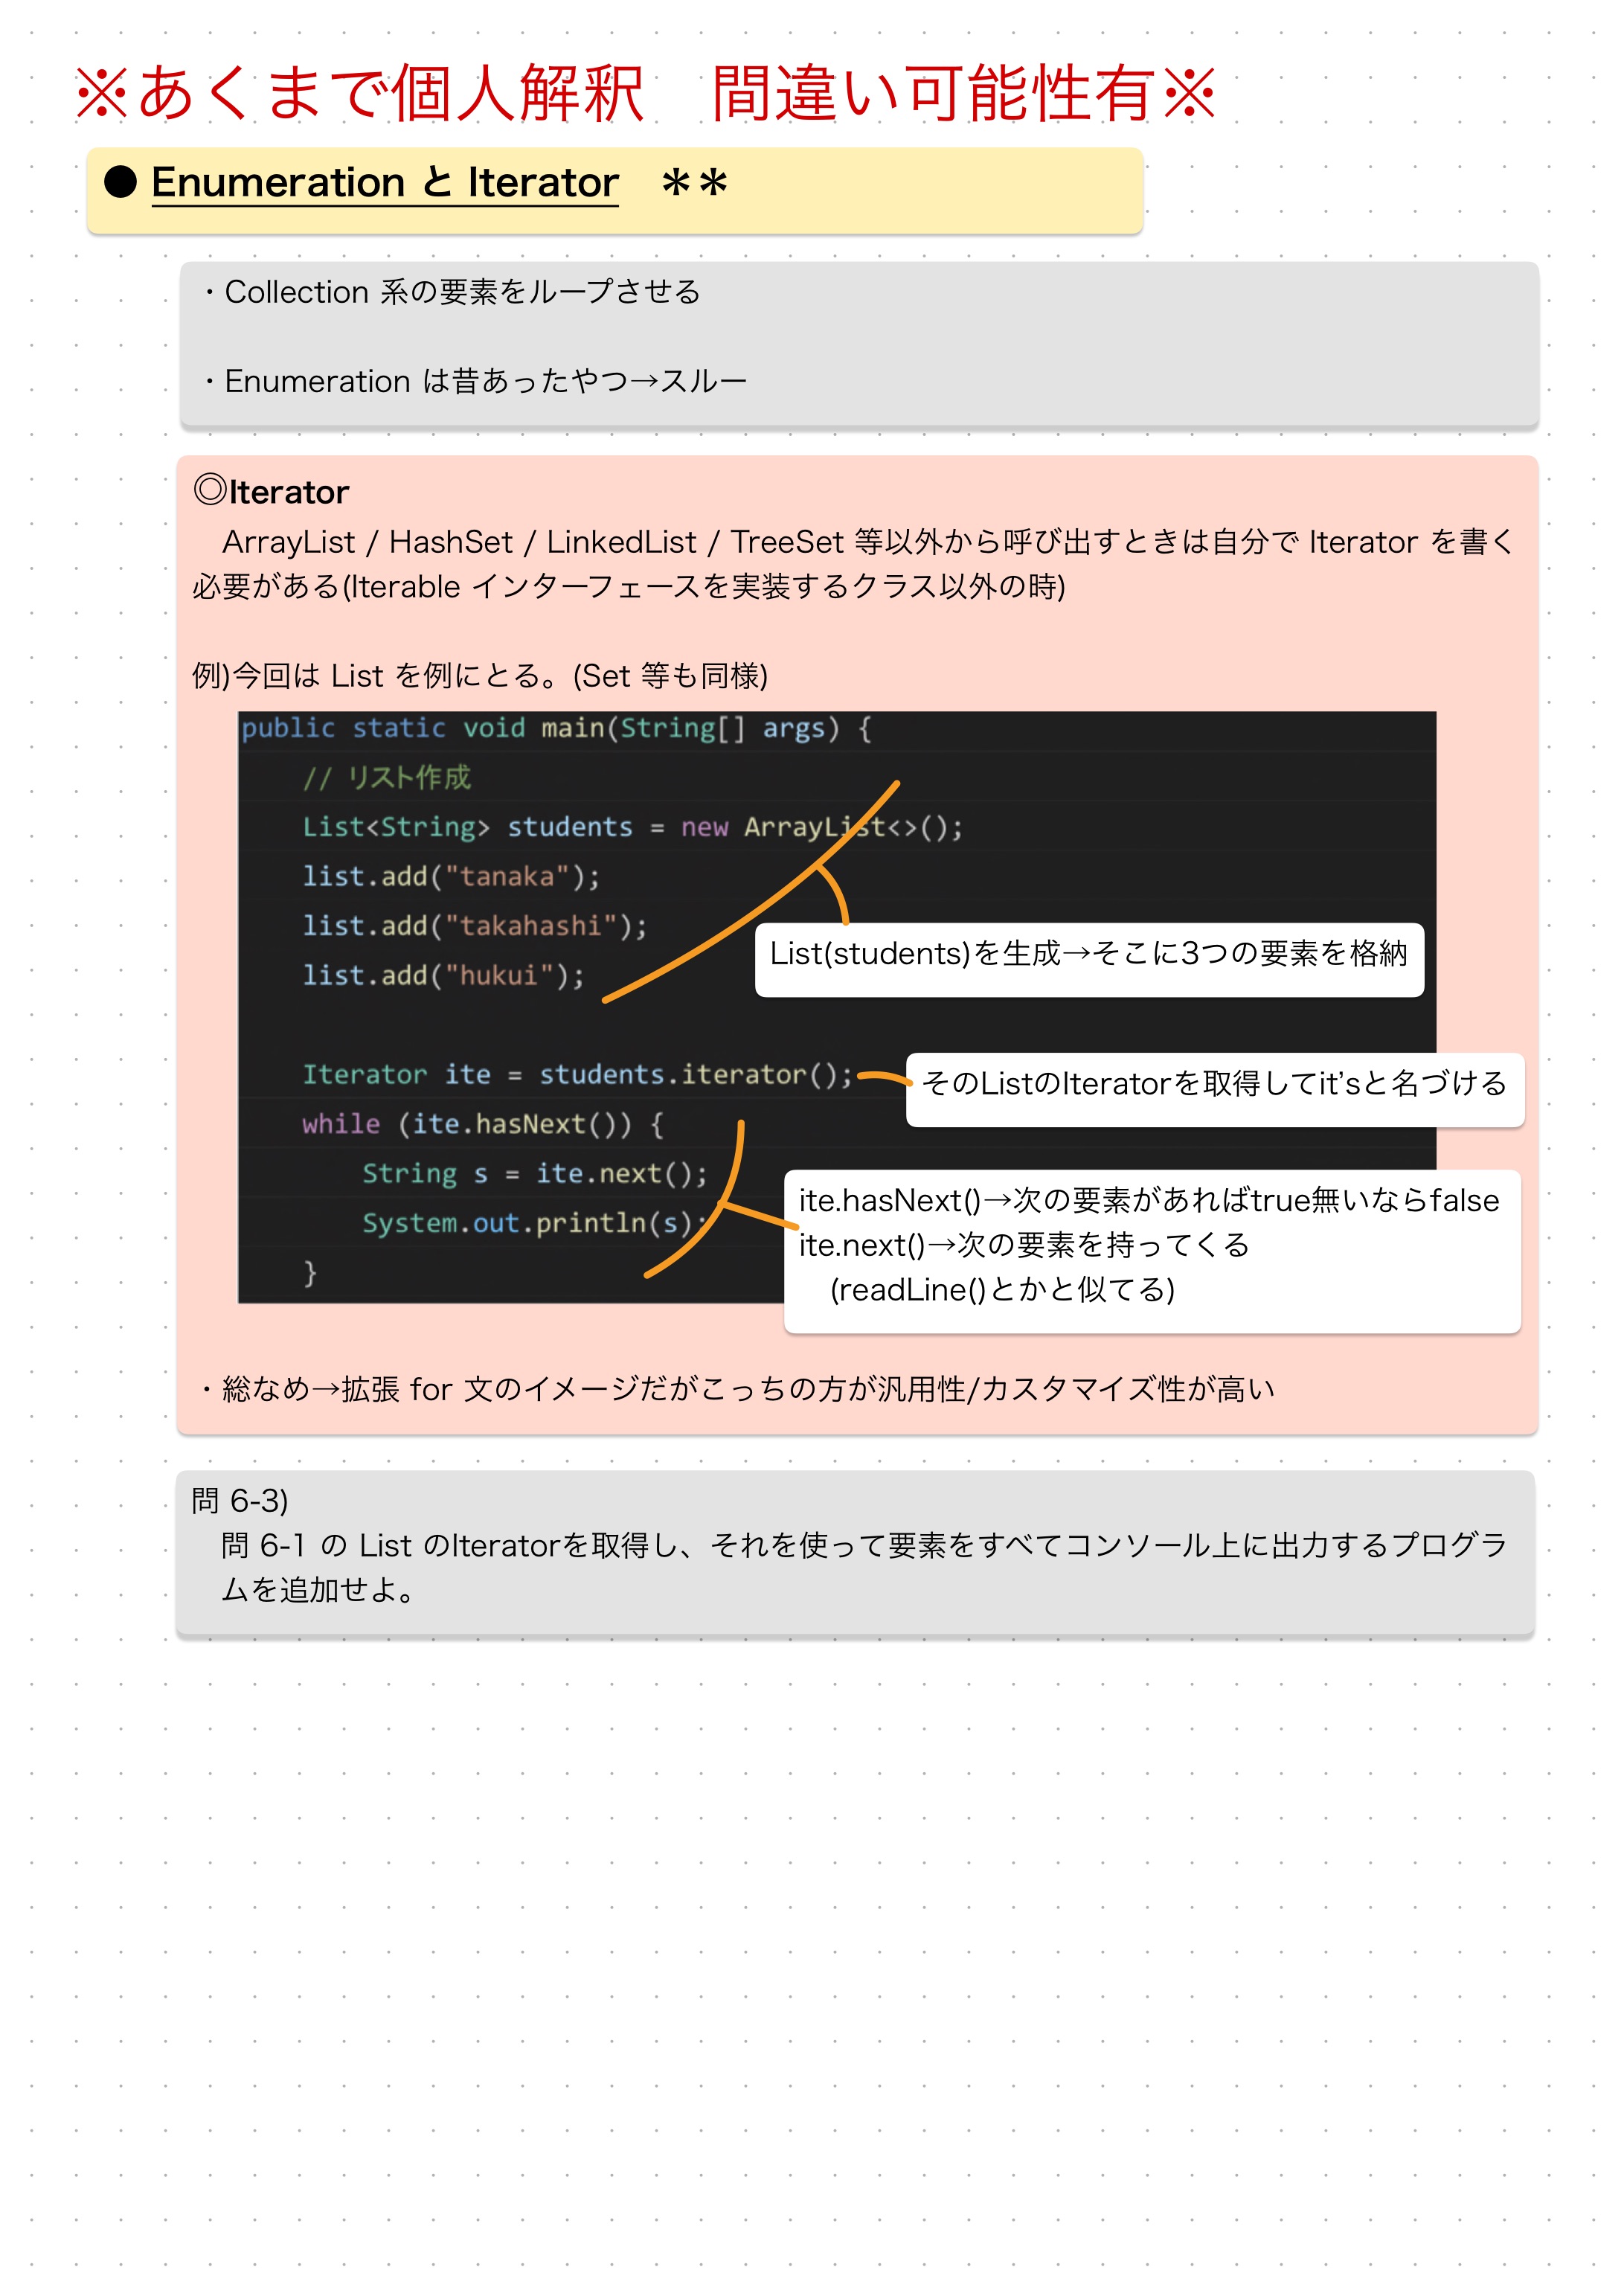 ※あくまで個人解釈　間違い可能性有※
● Enumeration と Iterator　＊＊
・Collection 系の要素をループさせる
・Enumeration は昔あったやつ→スルー
◎Iterator
　ArrayList / HashSet / LinkedList / TreeSet 等以外から呼び出すときは自分で Iterator を書く
必要がある(Iterable インターフェースを実装するクラス以外の時)
例)今回は List を例にとる。(Set 等も同様)
public static void main(String[] args) {
// リスト作成
List<String> students = new ArrayList<>();
list.add("tanaka");
list.add("takahashi");
list.add("hukui");
List(students)を生成→そこに3つの要素を格納
Iterator ite = students.iterator();
そのListのIteratorを取得してit'sと名づける
while (ite.hasNext()) {
String s = ite.next();
System.out.println(s);
}
ite.hasNext()→次の要素があればtrue無いならfalse
ite.next()→次の要素を持ってくる
(readLine()とかと似てる)
・総なめ→拡張 for 文のイメージだがこっちの方が汎用性/カスタマイズ性が高い
問 6-3)
問 6-1 の List のIteratorを取得し、それを使って要素をすべてコンソール上に出力するプログラ
ムを追加せよ。